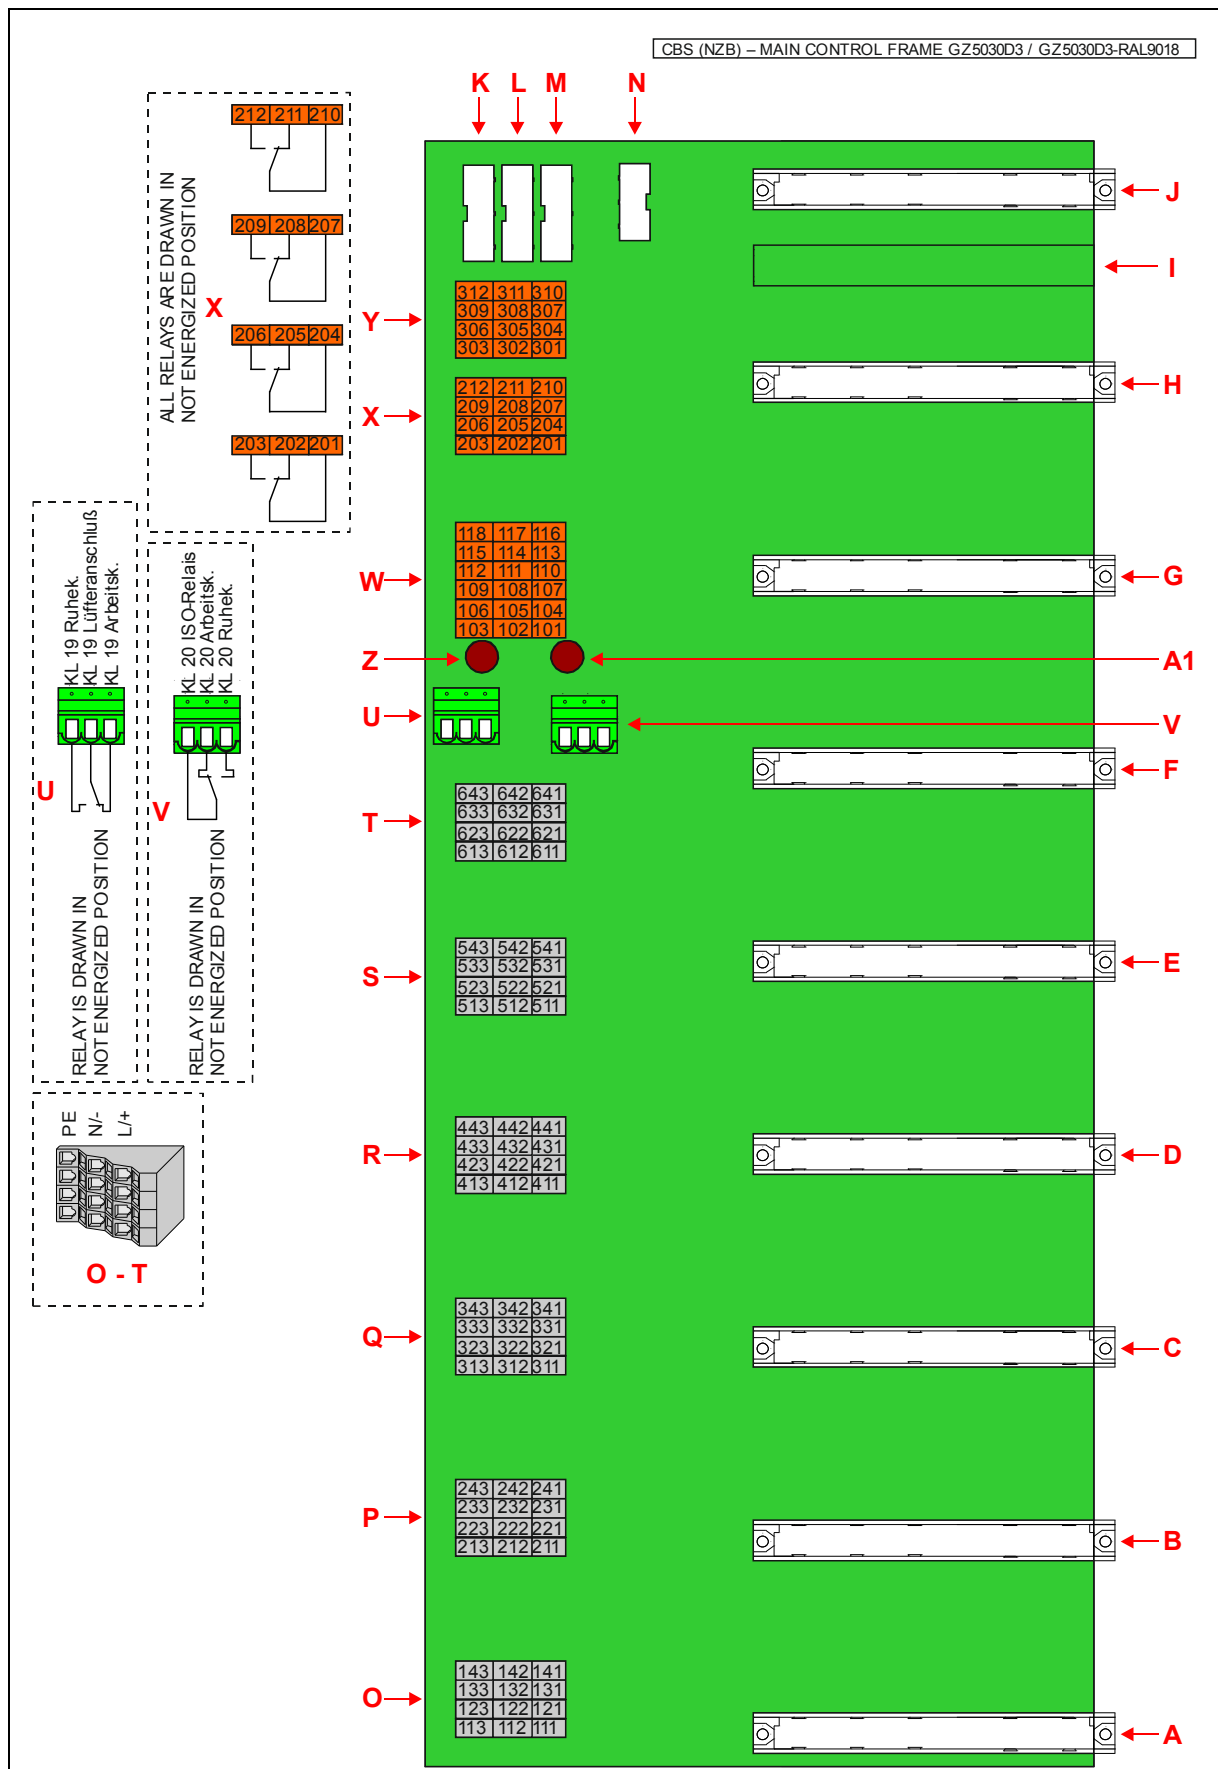 CBS (NZB) – MAIN CONTROL FRAME GZ5030D3 / GZ5030D3-RAL9018
K L M N
212 211 210
209 208 207
206 205 204
203 202 201
X
ALL RELAYS ARE DRAWN IN
NOT ENERGIZED POSITION
KL 19 Ruhek.
KL 19 Lüfteranschluß
KL 19 Arbeitsk.
U
RELAY IS DRAWN IN
NOT ENERGIZED POSITION
KL 20 ISO-Relais
KL 20 Arbeitsk.
KL 20 Ruhek.
V
RELAY IS DRAWN IN
NOT ENERGIZED POSITION
PE
N/-
L/+
O - T
J
I
Y
312 311 310
309 308 307
306 305 304
303 302 301
H
X
212 211 210
209 208 207
206 205 204
203 202 201
W
118 117 116
115 114 113
112 111 110
109 108 107
106 105 104
103 102 101
G
Z
A1
U
V
F
T
643 642 641
633 632 631
623 622 621
613 612 611
S
543 542 541
533 532 531
523 522 521
513 512 511
E
R
443 442 441
433 432 431
423 422 421
413 412 411
D
Q
343 342 341
333 332 331
323 322 321
313 312 311
C
P
243 242 241
233 232 231
223 222 221
213 212 211
B
O
143 142 141
133 132 131
123 122 121
113 112 111
A